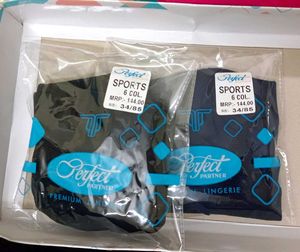 Perfect
SPORTS
6 COL.
MRP:- 144.00
SIZE: 34/85
Perfect
PARTNER
PREMIUM
Perfect
SPORTS
6 COL.
MRP:- 144.00
SIZE: 34/85
Perfect
PARTNER
LINGERIE